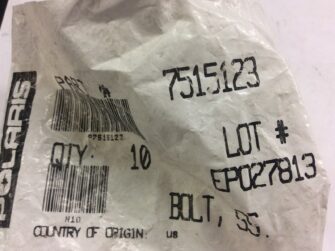 POLARIS
PART #
7515123
QTY: 10
LOT #
EP027813
BOLT, SS.
COUNTRY OF ORIGIN: US